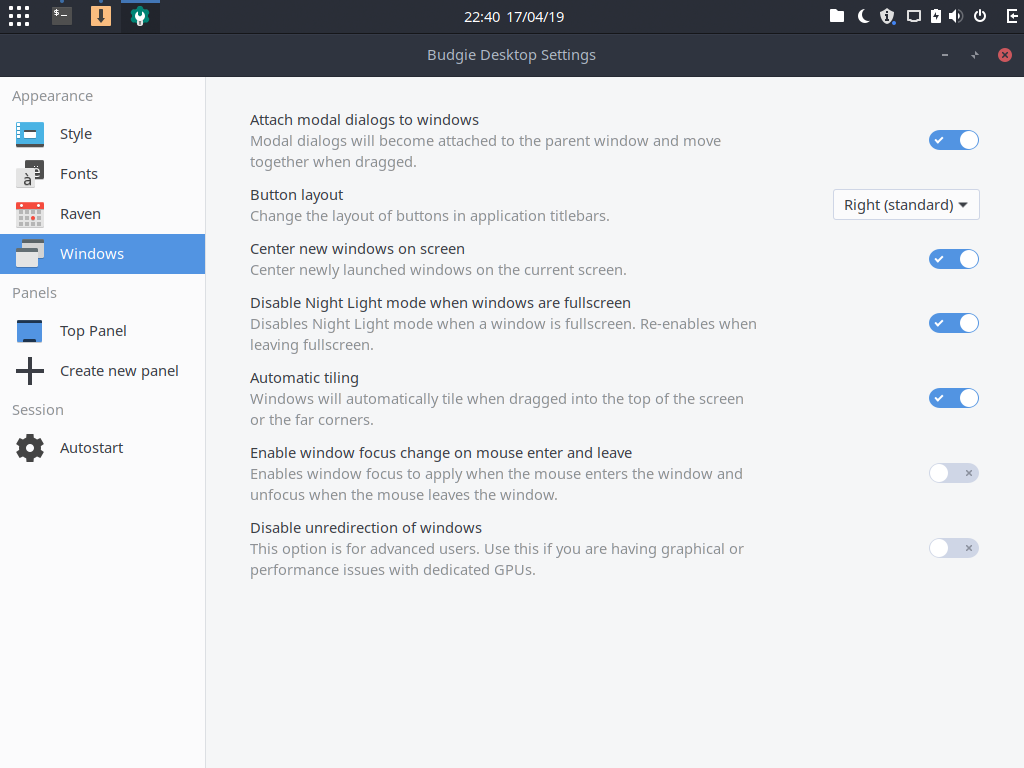 $ _
22:40 17/04/19
Budgie Desktop Settings
Appearance
Style
à ë
Fonts
Raven
Windows
Panels
Top Panel
Create new panel
Session
Autostart
Attach modal dialogs to windows
Modal dialogs will become attached to the parent window and move
together when dragged.
Button layout
Change the layout of buttons in application titlebars.
Right (standard)
Center new windows on screen
Center newly launched windows on the current screen.
Disable Night Light mode when windows are fullscreen
Disables Night Light mode when a window is fullscreen. Re-enables when
leaving fullscreen.
Automatic tiling
Windows will automatically tile when dragged into the top of the screen
or the far corners.
Enable window focus change on mouse enter and leave
Enables window focus to apply when the mouse enters the window and
unfocus when the mouse leaves the window.
Disable unredirection of windows
This option is for advanced users. Use this if you are having graphical or
performance issues with dedicated GPUs.